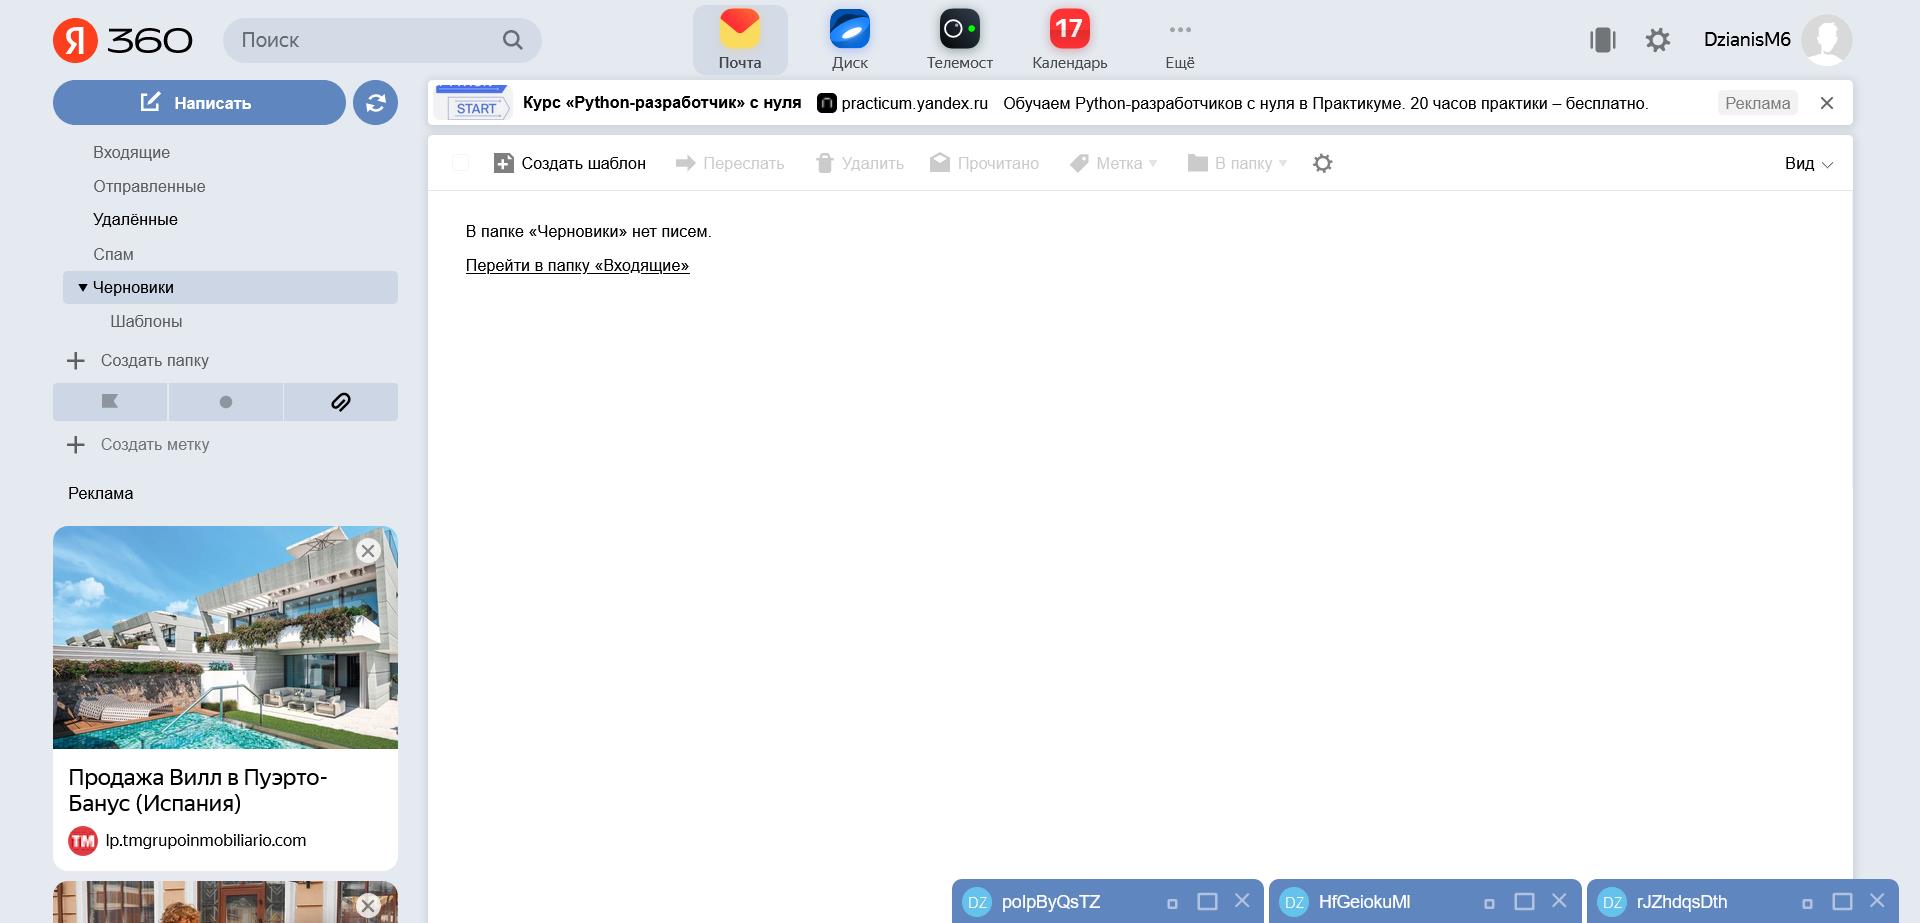 Я 360
Поиск
Почта
Диск
Телемост
17
Календарь
Ещё
DzianisM6
Написать
START
Курс «Python-разработчик» с нуля
practicum.yandex.ru
Обучаем Python-разработчиков с нуля в Практикуме. 20 часов практики – бесплатно.
Реклама
Входящие
Отправленные
Удалённые
Спам
Черновики
Шаблоны
Создать папку
Создать метку
Создать шаблон
Переслать
Удалить
Прочитано
Метка
В папку
Вид
В папке «Черновики» нет писем.
Перейти в папку «Входящие»
Реклама
Продажа Вилл в Пуэрто-
Банус (Испания)
TM lp.tmgrupoinmobiliario.com
DZ poIpByQsTZ
DZ HfGeiokuMl
DZ rJZhdqsDth